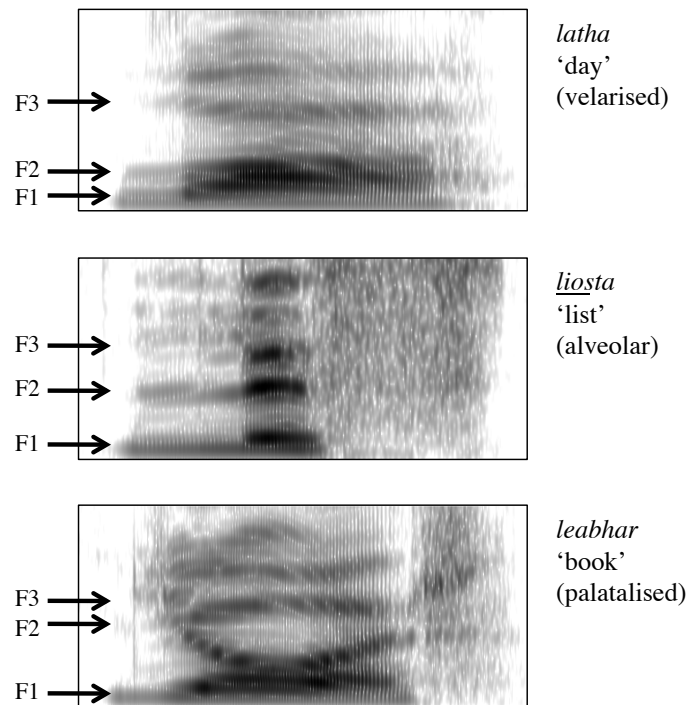 latha
'day'
(velarised)
F3
F2
F1
liosta
'list'
(alveolar)
F3
F2
F1
leabhar
'book'
(palatalised)
F3
F2
F1